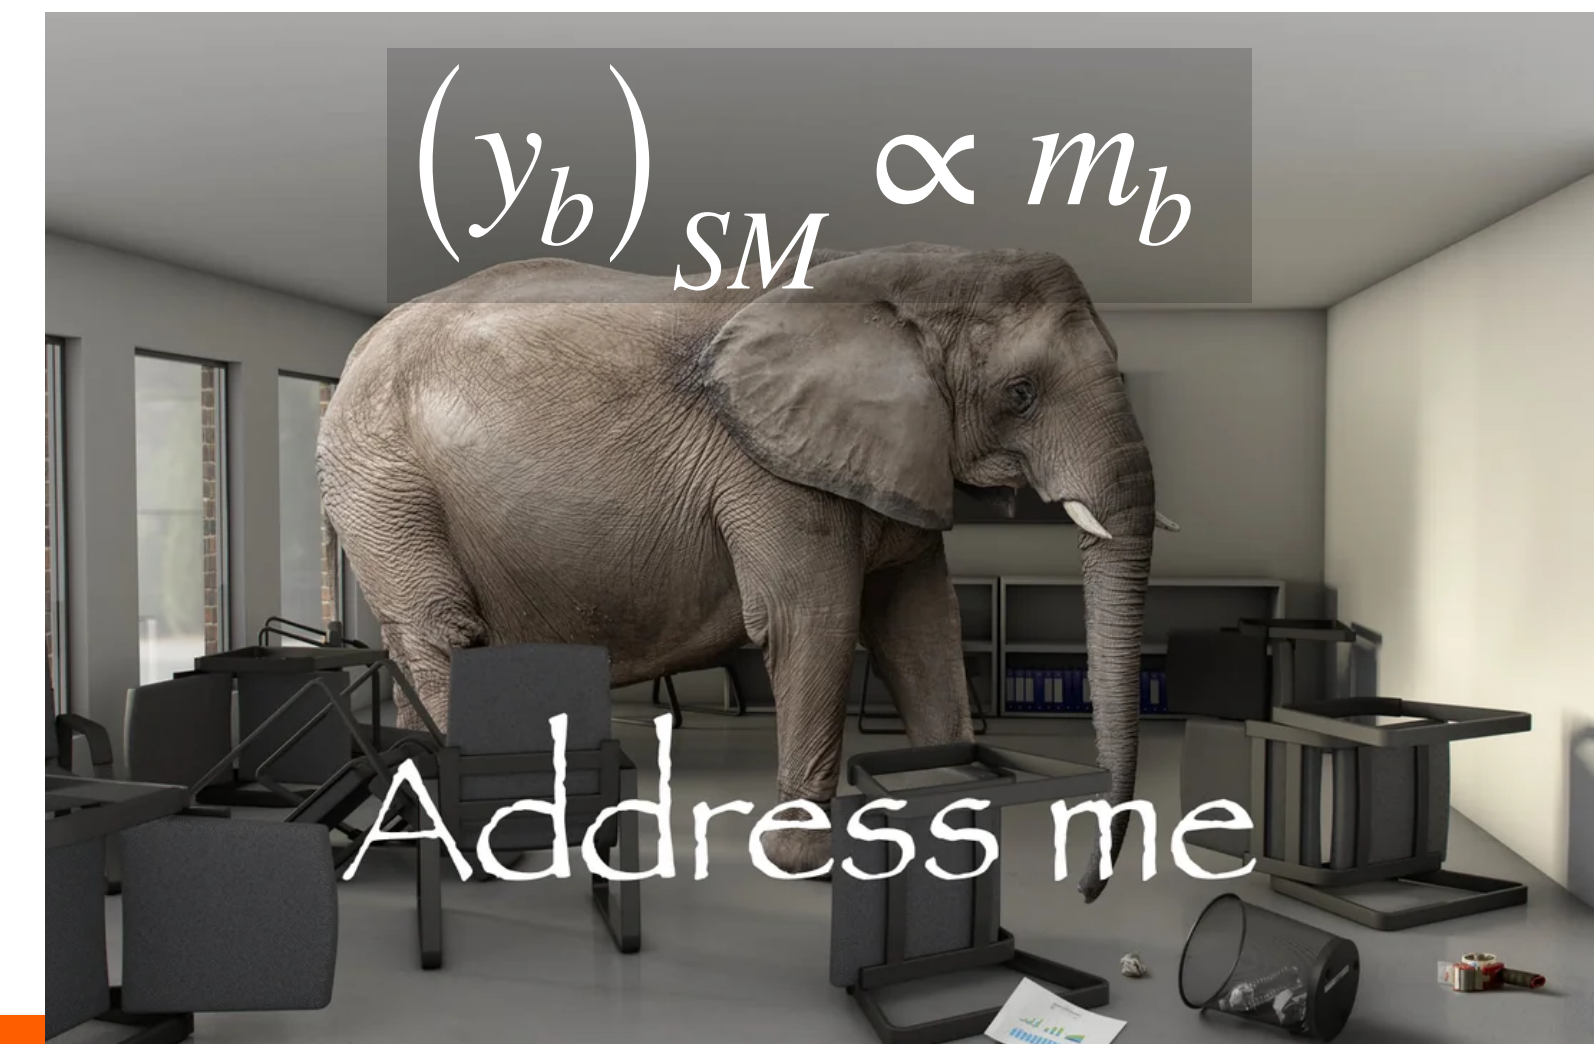 (y_b)_SM ∝ m_b
Address me